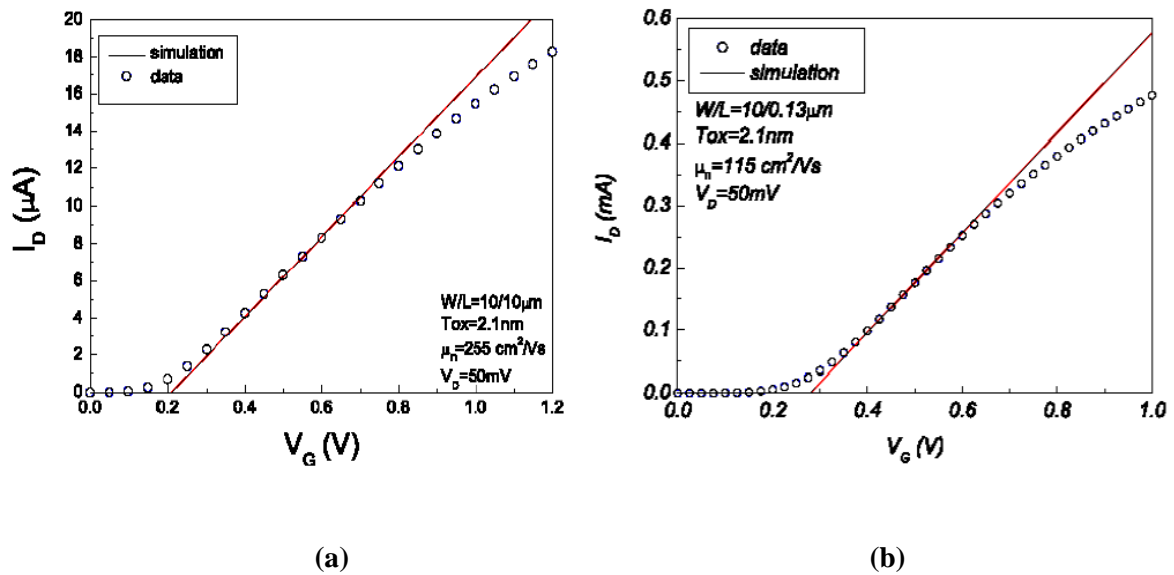 20
18
16
14
12
10
8
6
4
2
0
I_D (μA)
simulation
data
W/L=10/10μm
Tox=2.1nm
μ_n=255 cm²/Vs
V_D=50mV
0.0 0.2 0.4 0.6 0.8 1.0 1.2
V_G (V)
(a)
0.6
0.5
0.4
0.3
0.2
0.1
0.0
I_D (mA)
data
simulation
W/L=10/0.13μm
Tox=2.1nm
μ_n=115 cm²/Vs
V_D=50mV
0.0 0.2 0.4 0.6 0.8 1.0
V_G (V)
(b)